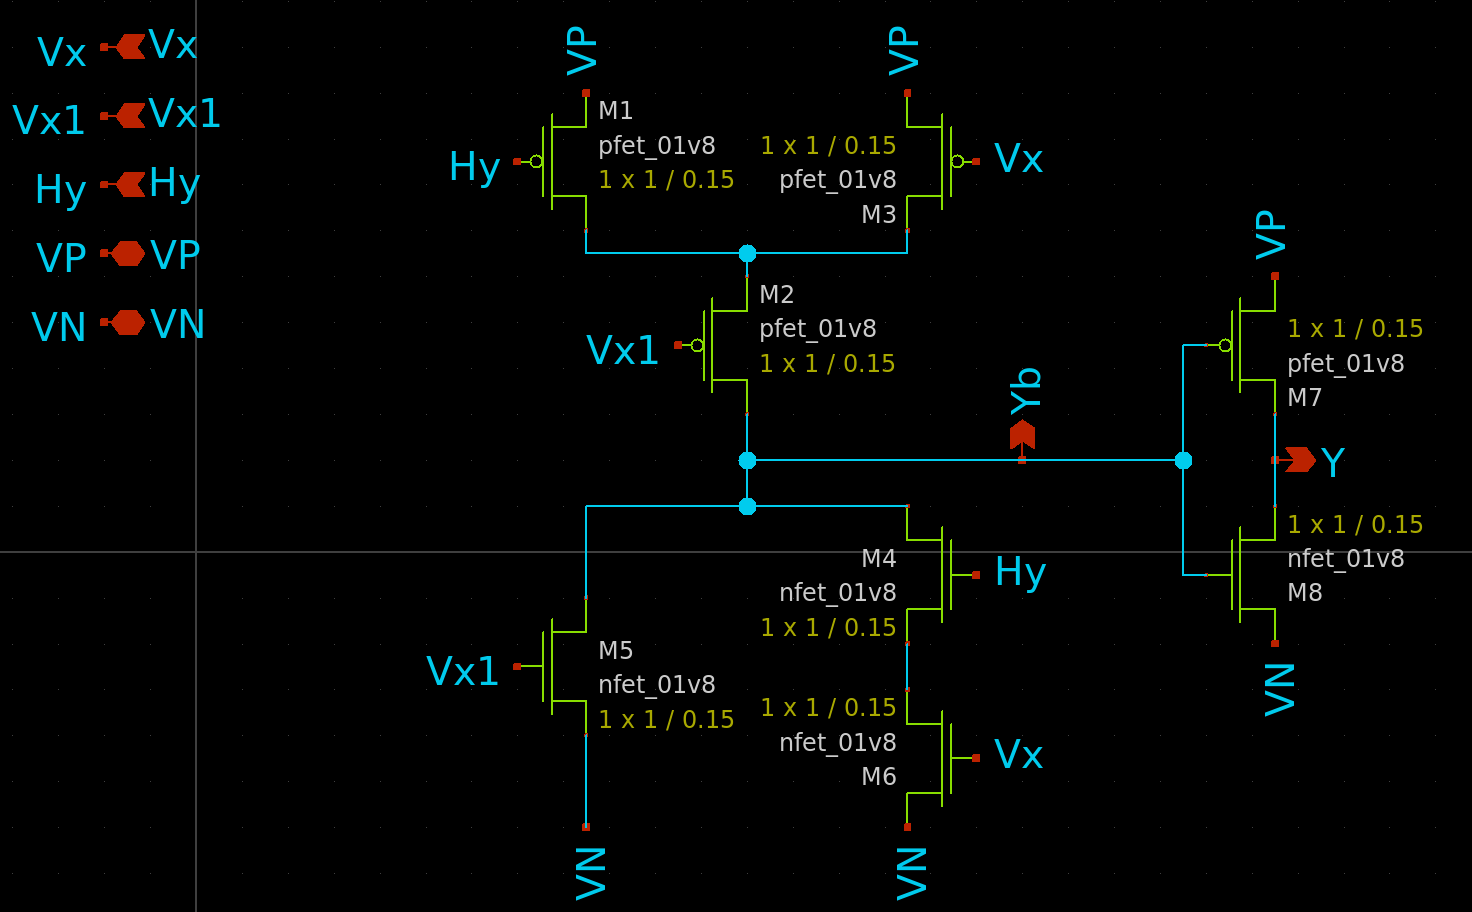 Vx Vx
Vx1 Vx1
Hy Hy
VP VP
VN VN
VP
Hy
M1
pfet_01v8
1 x 1 / 0.15
VP
1 x 1 / 0.15
pfet_01v8
M3
Vx
Vx1
M2
pfet_01v8
1 x 1 / 0.15
Yb
VP
1 x 1 / 0.15
pfet_01v8
M7
Y
1 x 1 / 0.15
nfet_01v8
M8
VN
M4
nfet_01v8
1 x 1 / 0.15
Hy
Vx1
M5
nfet_01v8
1 x 1 / 0.15
VN
1 x 1 / 0.15
nfet_01v8
M6
Vx
VN